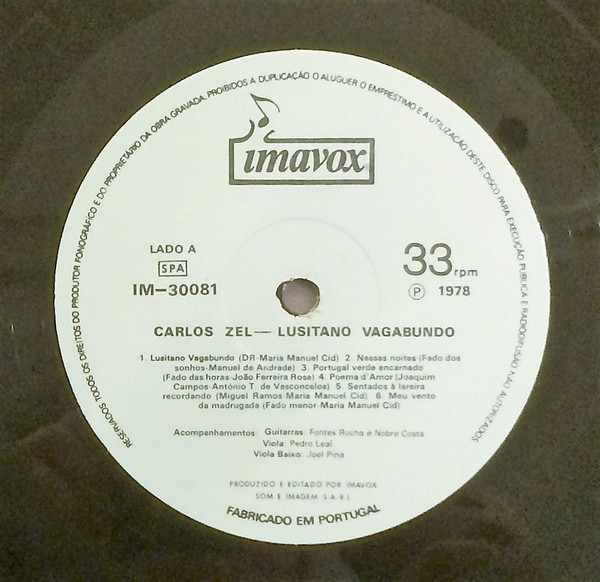 RESERVADOS TODOS OS DIREITOS DO PRODUTOR FONOGRÁFICO E DO PROPRIETÁRIO DA OBRA GRAVADA. PROIBIDOS A DUPLICAÇÃO O ALUGUER O EMPRÉSTIMO E A UTILIZAÇÃO DESTE DISCO PARA EXECUÇÃO PUBLICA E RADIODIFUSÃO NÃO AUTORIZADOS
imavox
LADO A
SPA
IM—30081
33rpm
Ⓟ 1978
CARLOS ZEL— LUSITANO VAGABUNDO
1. Lusitano Vagabundo (DR-Maria Manuel Cid) 2. Nessas noites (Fado dos
sonhos-Manuel de Andrade) 3. Portugal verde encarnado
(Fado das horas-João Ferreira Rosa) 4. Poema d'Amor (Joaquim
Campos-António T. de Vasconcelos) 5. Sentados à lareira
recordando (Miguel Ramos Maria Manuel Cid) 6. Meu vento
da madrugada (Fado menor-Maria Manuel Cid)
Acompanhamentos: Guitarras: Fontes Rocha e Nobre Costa
Viola: Pedro Leal
Viola Baixo: Joel Pina
PRODUZIDO E EDITADO POR IMAVOX
SOM E IMAGEM S.A.R.L.
FABRICADO EM PORTUGAL